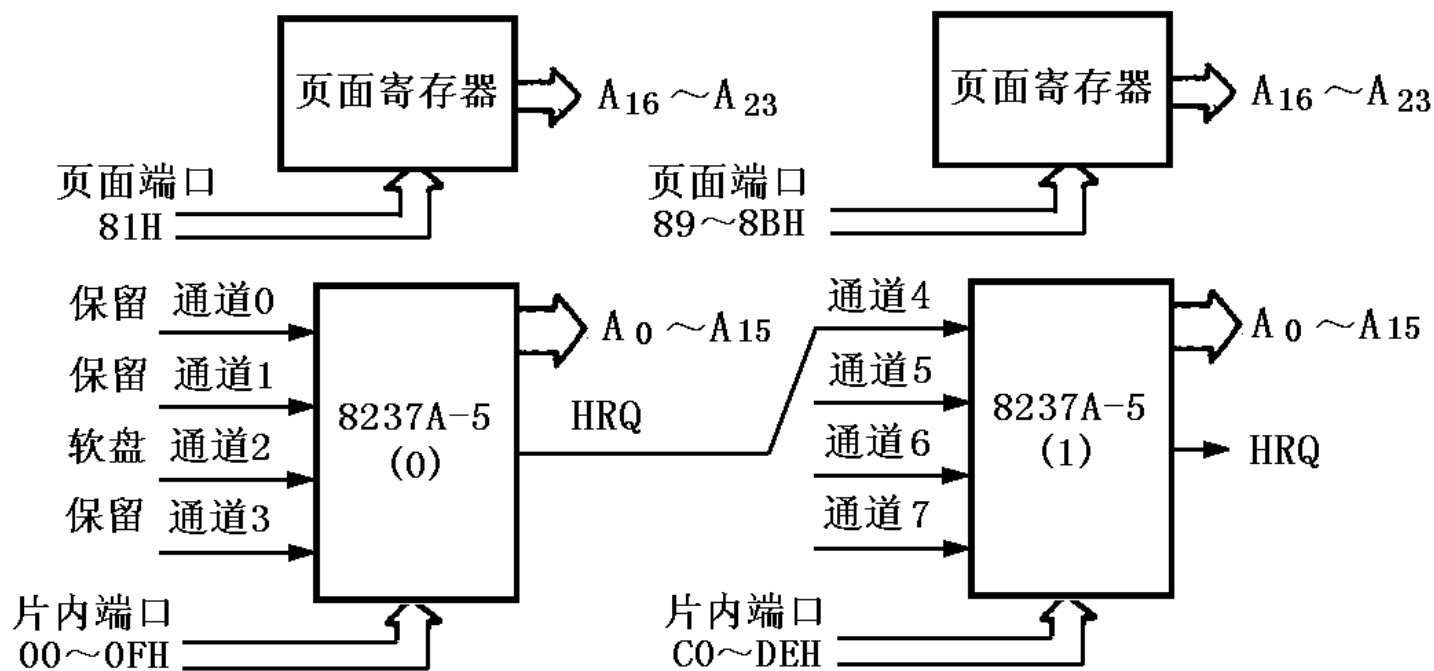 页面寄存器
A16～A23
页面端口
81H
页面寄存器
A16～A23
页面端口
89～8BH
保留 通道0
保留 通道1
软盘 通道2
保留 通道3
8237A-5
(0)
A0～A15
HRQ
片内端口
00～0FH
通道4
通道5
通道6
通道7
8237A-5
(1)
A0～A15
HRQ
片内端口
C0～DEH